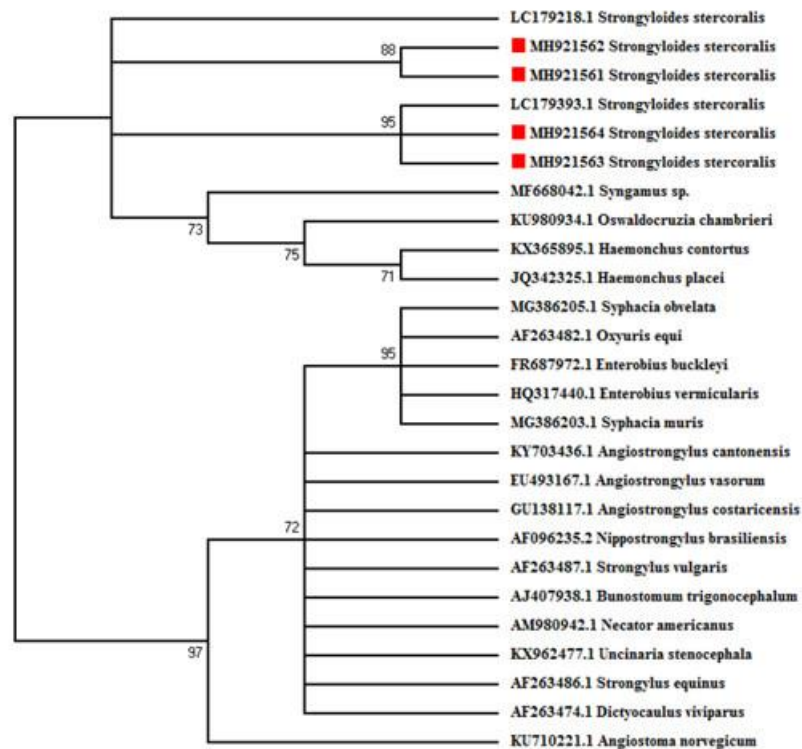 LC179218.1 Strongyloides stercoralis
88
MH921562 Strongyloides stercoralis
MH921561 Strongyloides stercoralis
LC179393.1 Strongyloides stercoralis
95
MH921564 Strongyloides stercoralis
MH921563 Strongyloides stercoralis
MF668042.1 Syngamus sp.
73
KU980934.1 Oswaldocruzia chambrieri
75
KX365895.1 Haemonchus contortus
71
JQ342325.1 Haemonchus placei
MG386205.1 Syphacia obvelata
AF263482.1 Oxyuris equi
95
FR687972.1 Enterobius buckleyi
HQ317440.1 Enterobius vermicularis
MG386203.1 Syphacia muris
KY703436.1 Angiostrongylus cantonensis
EU493167.1 Angiostrongylus vasorum
GU138117.1 Angiostrongylus costaricensis
72
AF096235.2 Nippostrongylus brasiliensis
AF263487.1 Strongylus vulgaris
AJ407938.1 Bunostomum trigonocephalum
AM980942.1 Necator americanus
97
KX962477.1 Uncinaria stenocephala
AF263486.1 Strongylus equinus
AF263474.1 Dictyocaulus viviparus
KU710221.1 Angiostoma norvegicum